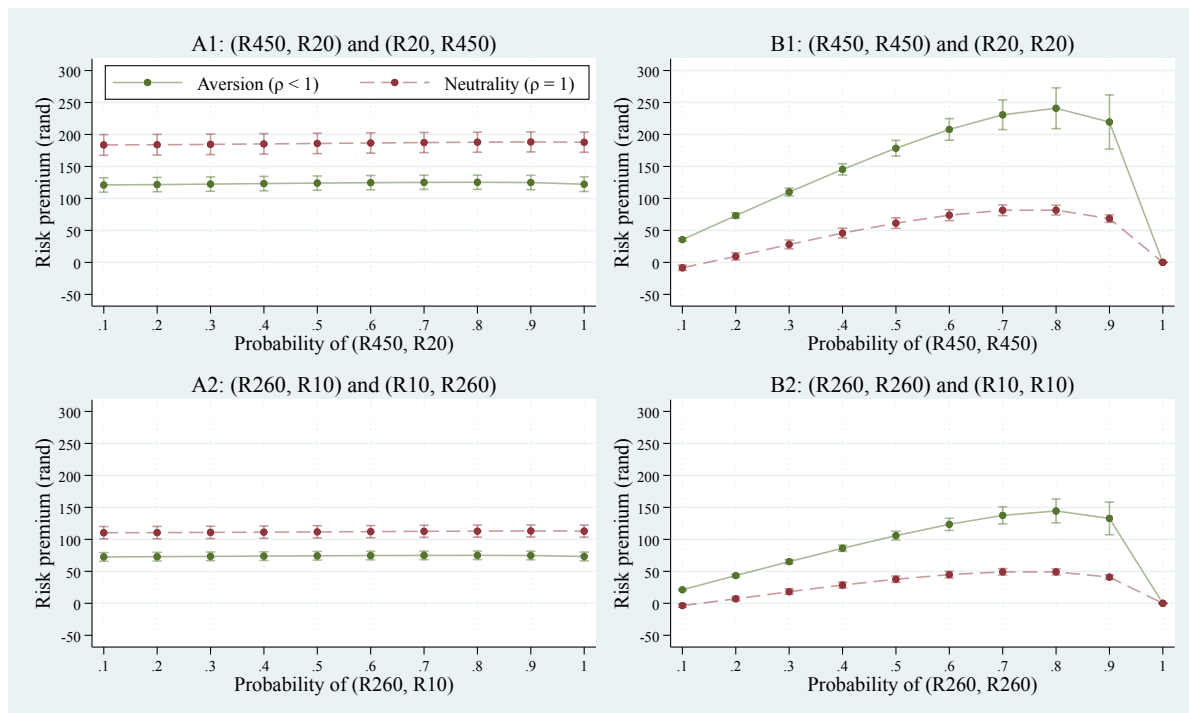 A1: (R450, R20) and (R20, R450)
Risk premium (rand)
300
250
200
150
100
50
0
-50
Aversion (ρ < 1)
Neutrality (ρ = 1)
.1 .2 .3 .4 .5 .6 .7 .8 .9 1
Probability of (R450, R20)
B1: (R450, R450) and (R20, R20)
Risk premium (rand)
300
250
200
150
100
50
0
-50
.1 .2 .3 .4 .5 .6 .7 .8 .9 1
Probability of (R450, R450)
A2: (R260, R10) and (R10, R260)
Risk premium (rand)
300
250
200
150
100
50
0
-50
.1 .2 .3 .4 .5 .6 .7 .8 .9 1
Probability of (R260, R10)
B2: (R260, R260) and (R10, R10)
Risk premium (rand)
300
250
200
150
100
50
0
-50
.1 .2 .3 .4 .5 .6 .7 .8 .9 1
Probability of (R260, R260)